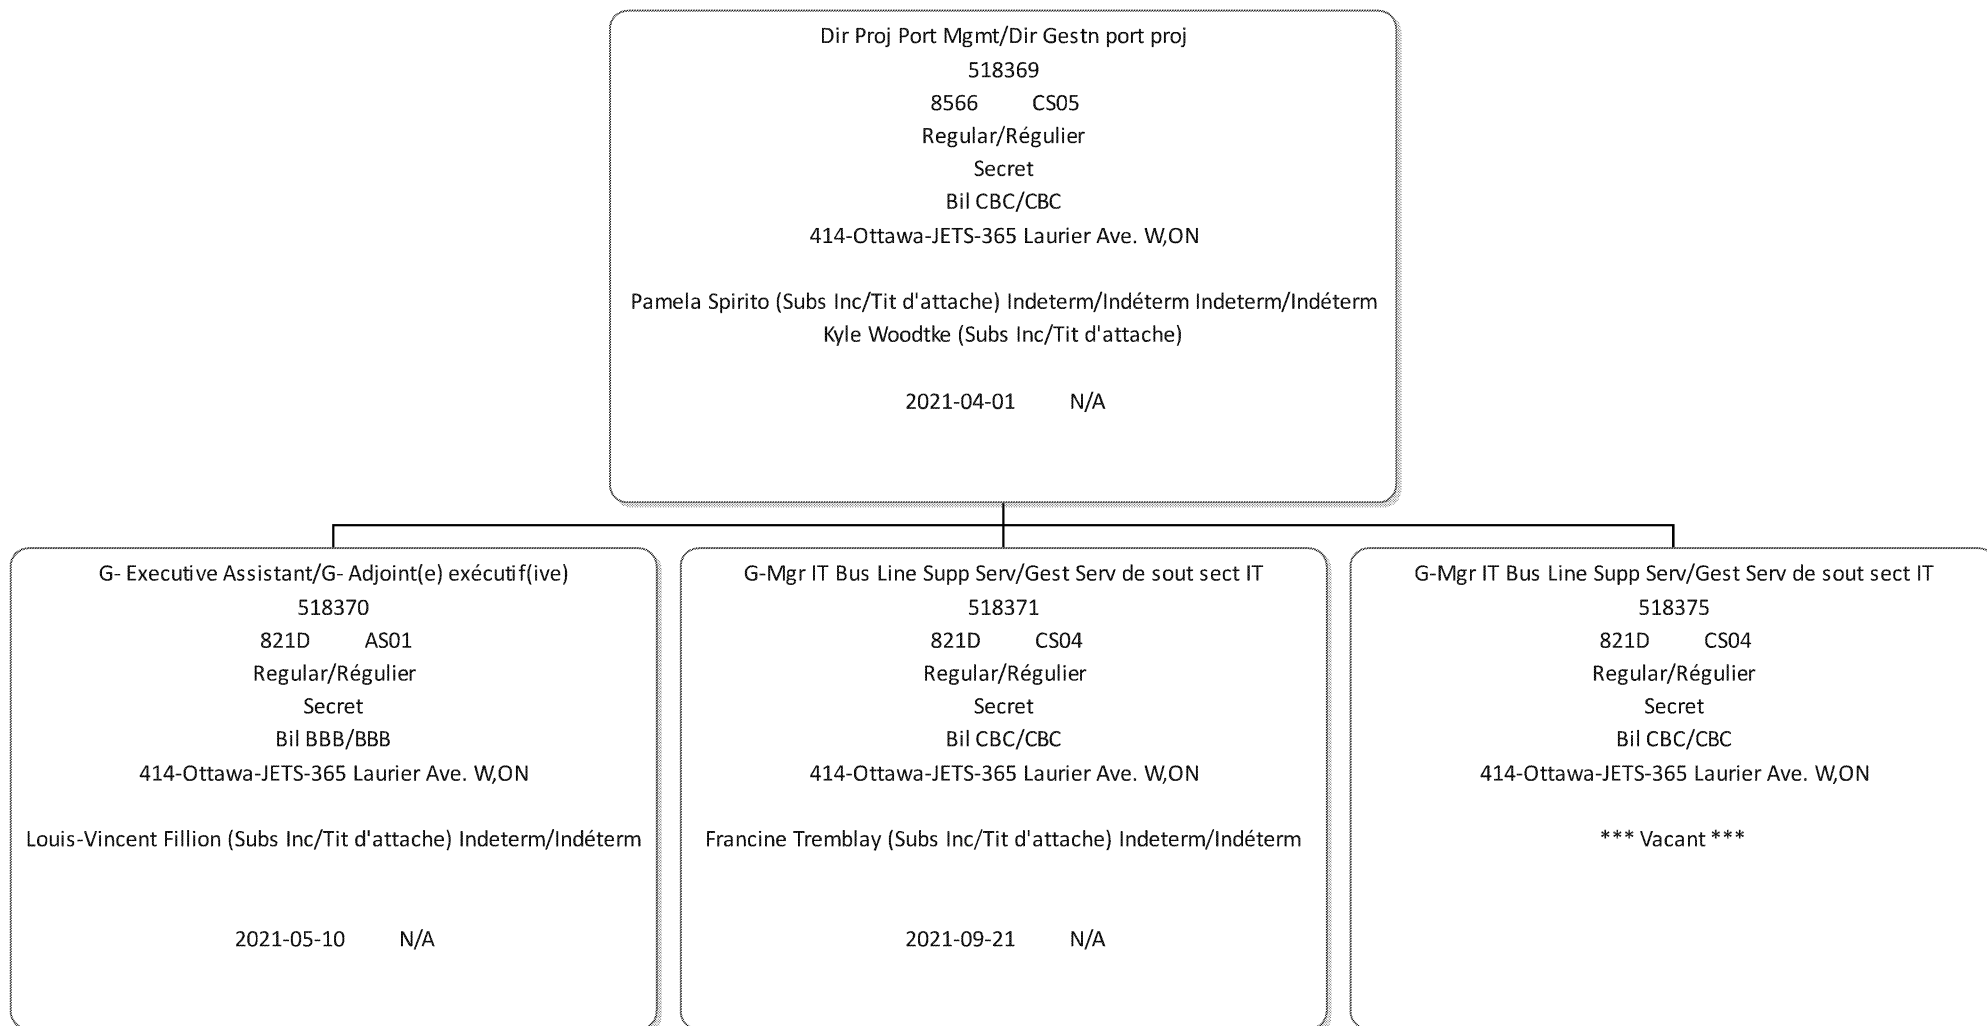 Dir Proj Port Mgmt/Dir Gestn port proj
518369
8566 CS05
Regular/Régulier
Secret
Bil CBC/CBC
414-Ottawa-JETS-365 Laurier Ave. W,ON
Pamela Spirito (Subs Inc/Tit d'attache) Indeterm/Indéterm Indeterm/Indéterm
Kyle Woodtke (Subs Inc/Tit d'attache)
2021-04-01 N/A
G- Executive Assistant/G- Adjoint(e) exécutif(ive)
518370
821D AS01
Regular/Régulier
Secret
Bil BBB/BBB
414-Ottawa-JETS-365 Laurier Ave. W,ON
Louis-Vincent Fillion (Subs Inc/Tit d'attache) Indeterm/Indéterm
2021-05-10 N/A
G-Mgr IT Bus Line Supp Serv/Gest Serv de sout sect IT
518371
821D CS04
Regular/Régulier
Secret
Bil CBC/CBC
414-Ottawa-JETS-365 Laurier Ave. W,ON
Francine Tremblay (Subs Inc/Tit d'attache) Indeterm/Indéterm
2021-09-21 N/A
G-Mgr IT Bus Line Supp Serv/Gest Serv de sout sect IT
518375
821D CS04
Regular/Régulier
Secret
Bil CBC/CBC
414-Ottawa-JETS-365 Laurier Ave. W,ON
*** Vacant ***